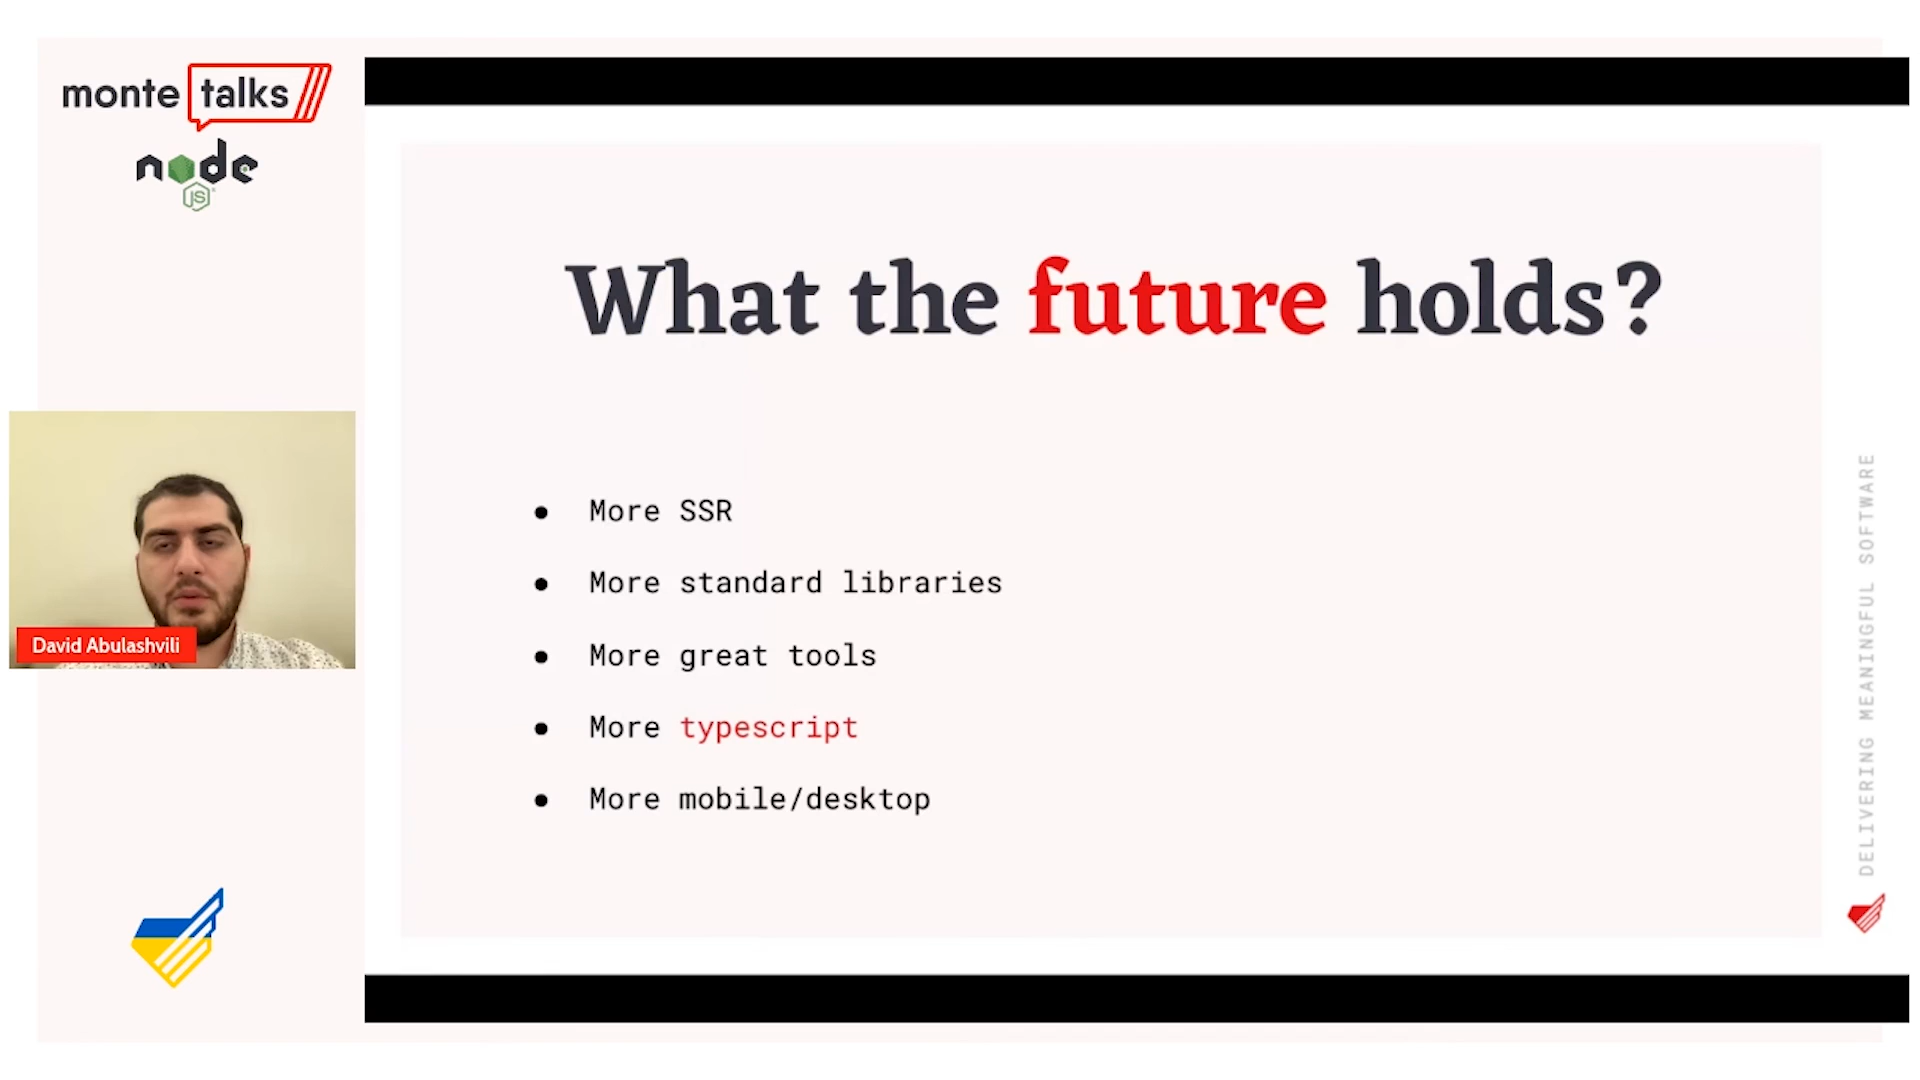 monte talks
node
JS
What the future holds?
More SSR
More standard libraries
More great tools
More typescript
More mobile/desktop
David Abulashvili
DELIVERING MEANINGFUL SOFTWARE